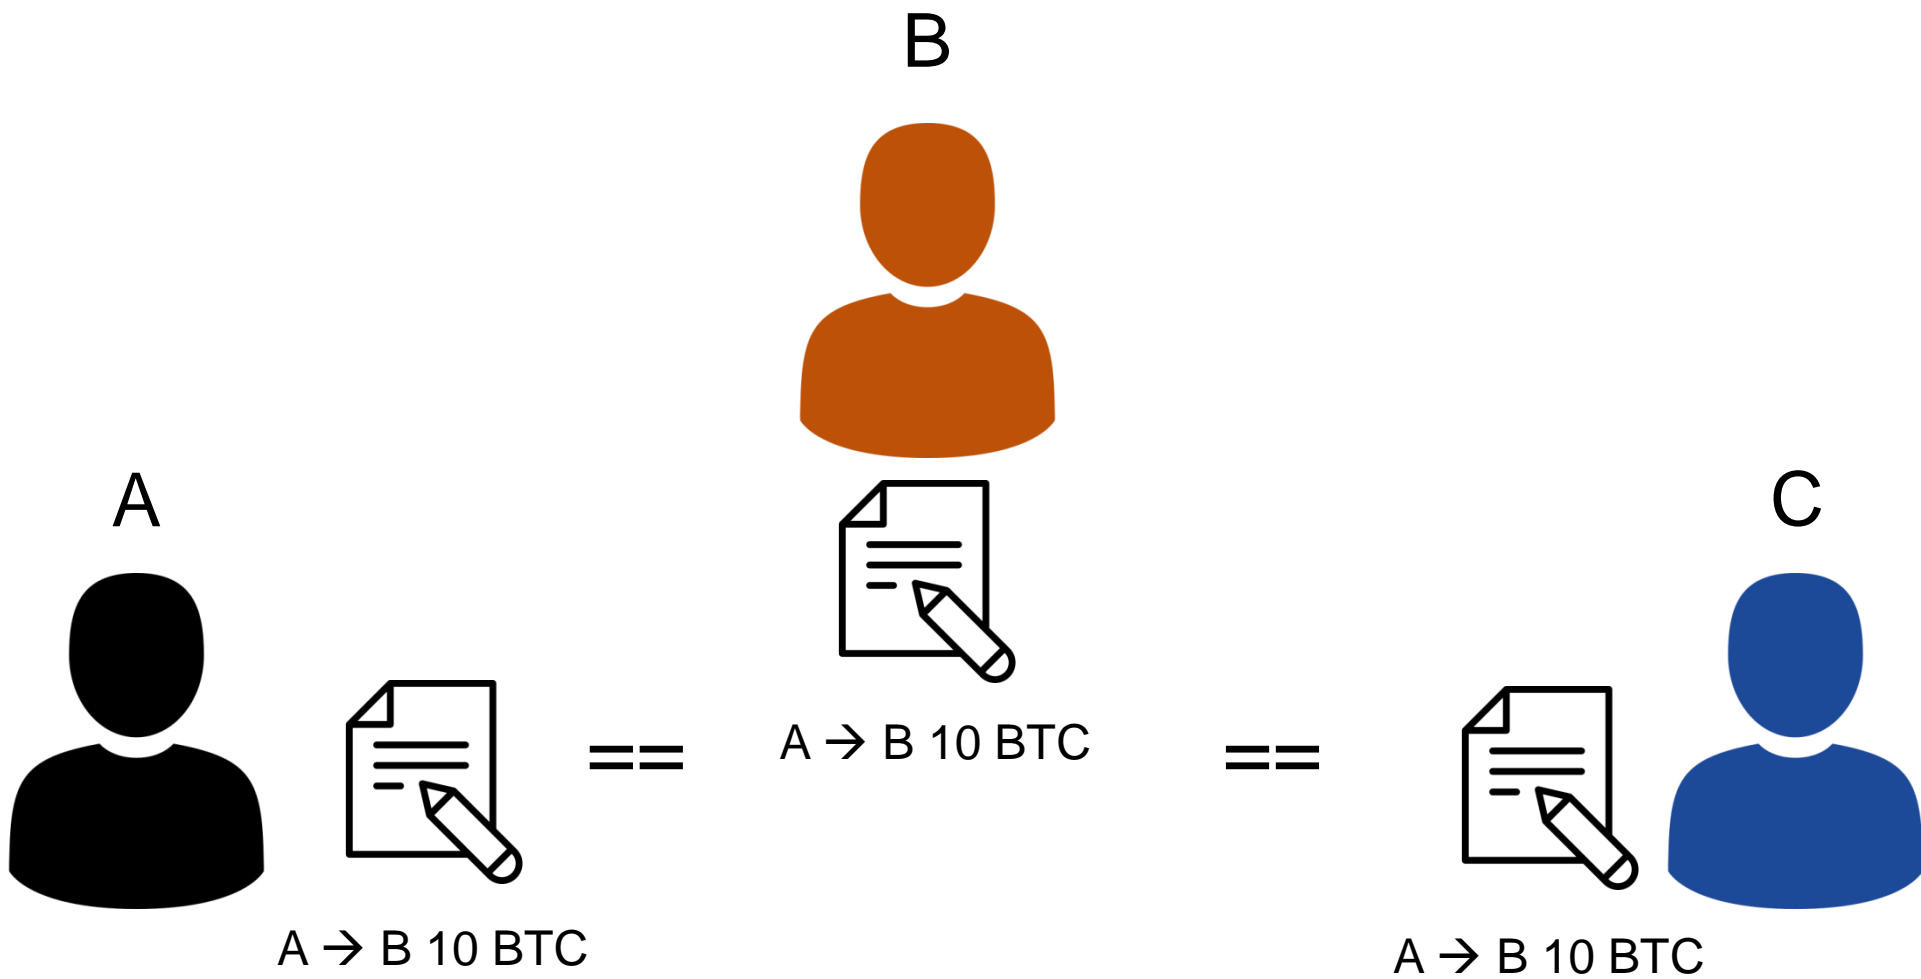 B
A
C
A → B 10 BTC
==
==
A → B 10 BTC
A → B 10 BTC